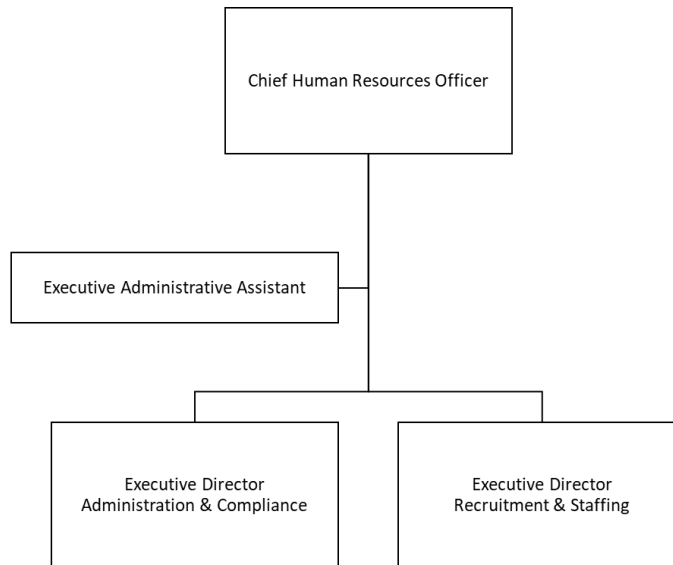 Chief Human Resources Officer
Executive Administrative Assistant
Executive Director
Administration & Compliance
Executive Director
Recruitment & Staffing